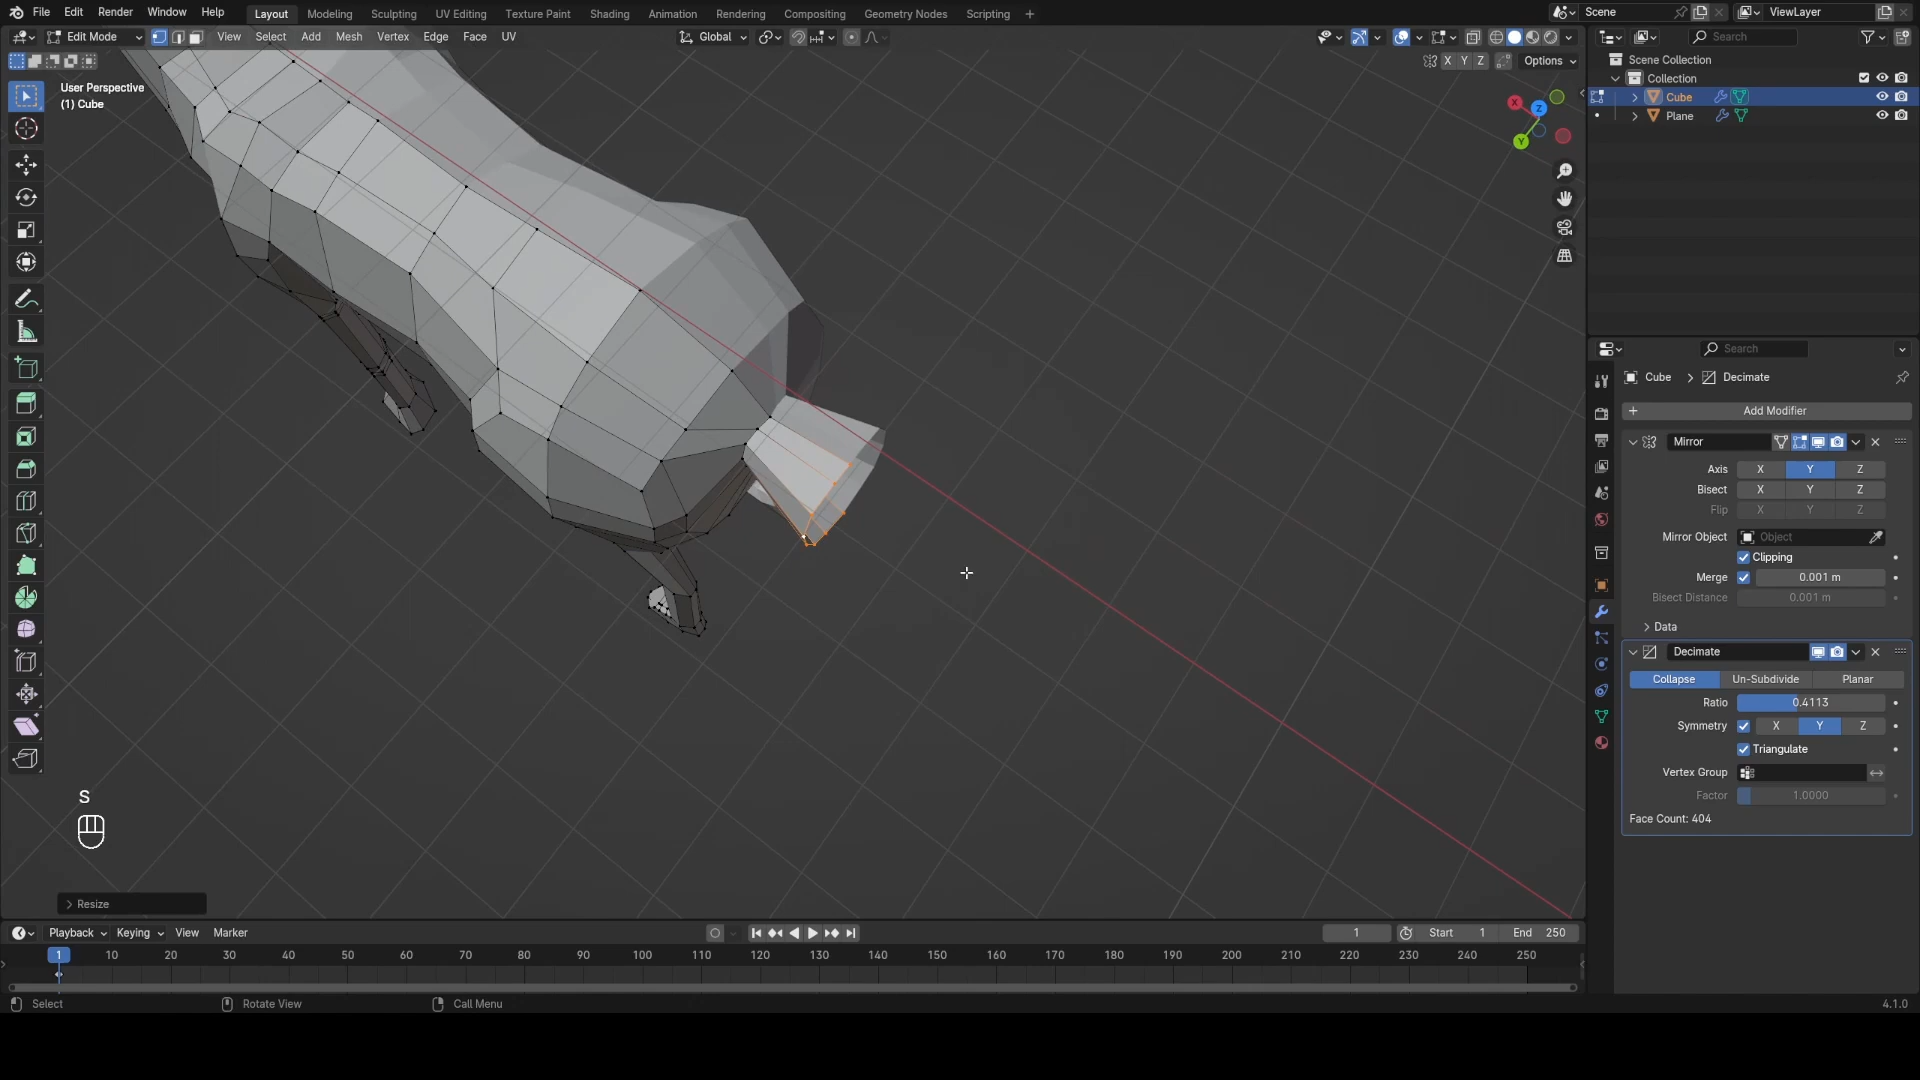 File Edit Render Window Help Layout Modeling Sculpting UV Editing Texture Paint Shading Animation Rendering Compositing Geometry Nodes Scripting + Scene ViewLayer
Edit Mode View Select Add Mesh Vertex Edge Face UV Global Search
X Y Z Options
User Perspective
(1) Cube
Scene Collection
Collection
Cube
Plane
X Z Y
Search
Cube > Decimate
+ Add Modifier
Mirror
Axis X Y Z
Bisect X Y Z
Flip X Y Z
Mirror Object Object
Clipping
Merge 0.001 m
Bisect Distance 0.001 m
> Data
Decimate
Collapse Un-Subdivide Planar
Ratio 0.4113
Symmetry X Y Z
Triangulate
Vertex Group
Factor 1.0000
Face Count: 404
S
> Resize
Playback Keying View Marker 1 Start 1 End 250
1 10 20 30 40 50 60 70 80 90 100 110 120 130 140 150 160 170 180 190 200 210 220 230 240 250
Select Rotate View Call Menu 4.1.0